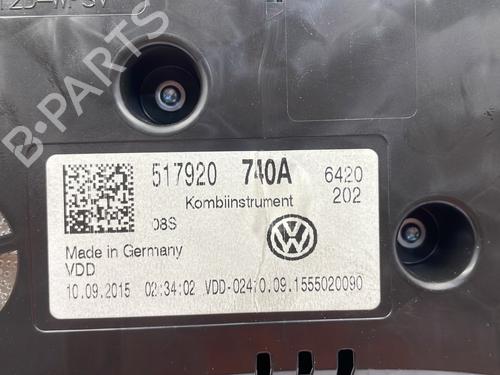 B-PARTS
517920 740A 6420
Kombiinstrument 202
08S
Made in Germany
VDD
10.09.2015 02:34:02 VDD-02470.09.1555020090